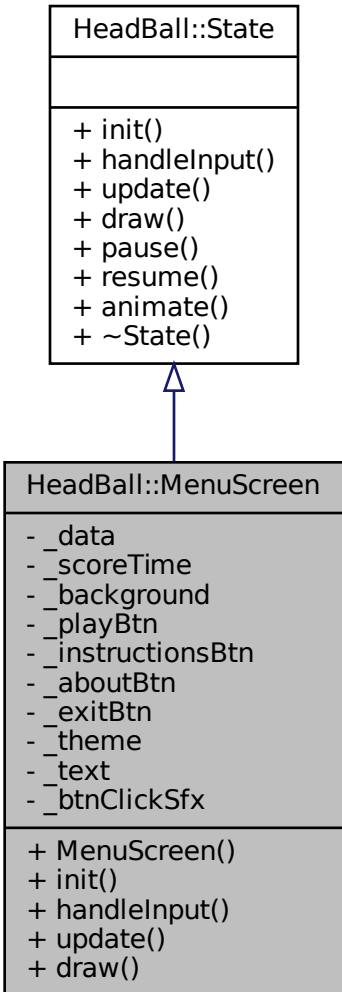 HeadBall::State
+ init()
+ handleInput()
+ update()
+ draw()
+ pause()
+ resume()
+ animate()
+ ~State()
HeadBall::MenuScreen
- _data
- _scoreTime
- _background
- _playBtn
- _instructionsBtn
- _aboutBtn
- _exitBtn
- _theme
- _text
- _btnClickSfx
+ MenuScreen()
+ init()
+ handleInput()
+ update()
+ draw()